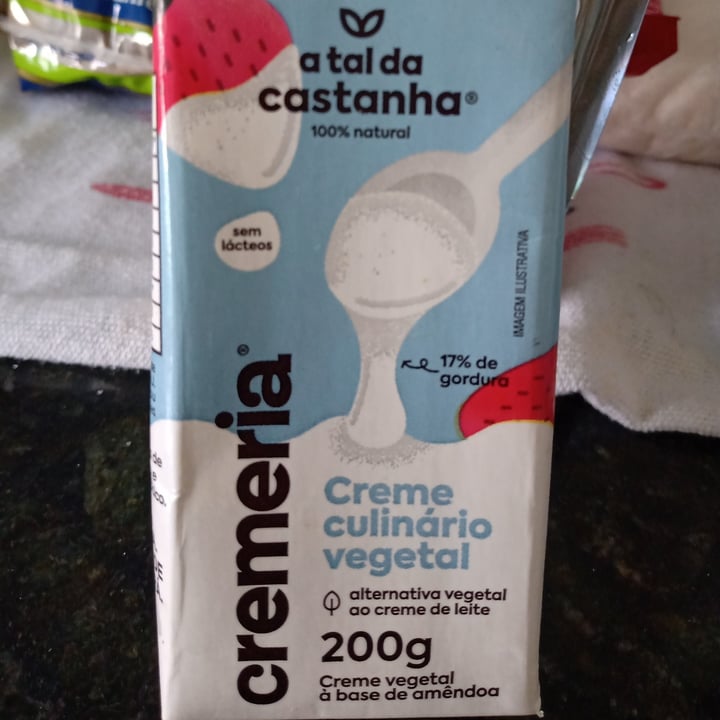 a tal da
castanha®
100% natural
sem
lácteos
IMAGEM ILUSTRATIVA
17% de
gordura
cremeria®
Creme
culinário
vegetal
alternativa vegetal
ao creme de leite
200g
Creme vegetal
à base de amêndoa